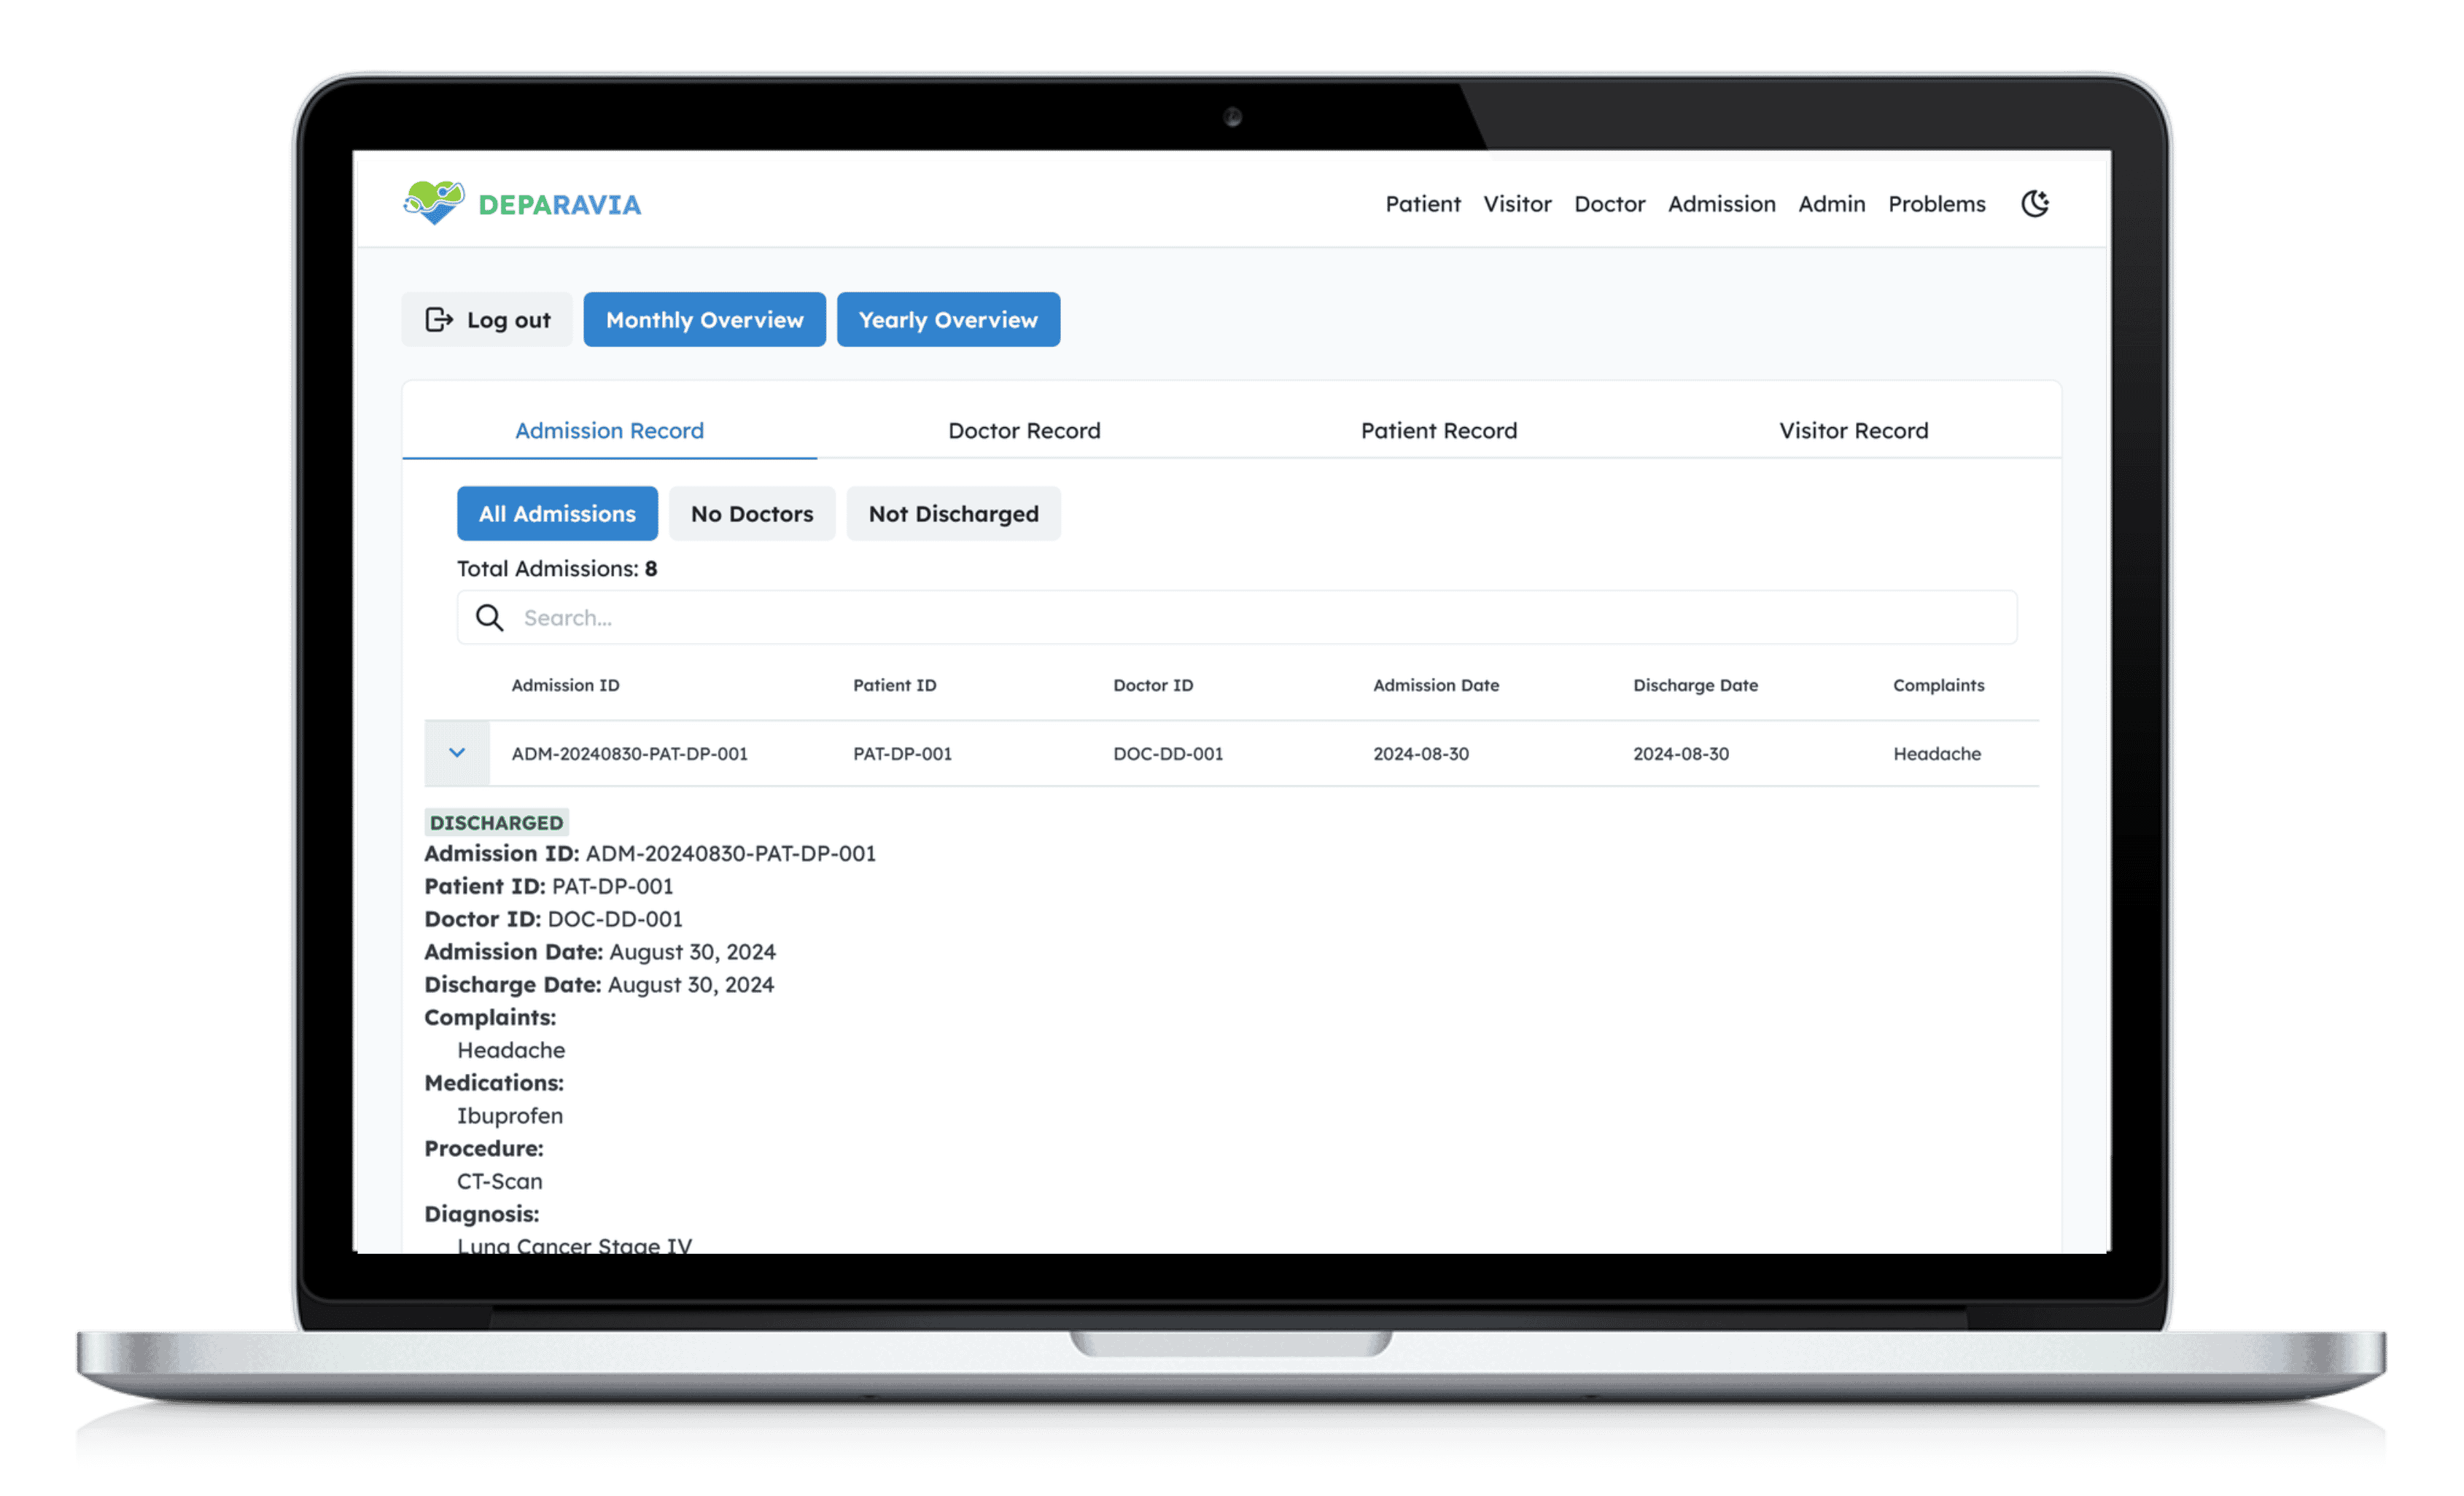 DEPARAVIA
Patient Visitor Doctor Admission Admin Problems
Log out Monthly Overview Yearly Overview
Admission Record Doctor Record Patient Record Visitor Record
All Admissions No Doctors Not Discharged
Total Admissions: 8
Search...
Admission ID Patient ID Doctor ID Admission Date Discharge Date Complaints
ADM-20240830-PAT-DP-001 PAT-DP-001 DOC-DD-001 2024-08-30 2024-08-30 Headache
DISCHARGED
Admission ID: ADM-20240830-PAT-DP-001
Patient ID: PAT-DP-001
Doctor ID: DOC-DD-001
Admission Date: August 30, 2024
Discharge Date: August 30, 2024
Complaints:
Headache
Medications:
Ibuprofen
Procedure:
CT-Scan
Diagnosis:
Lung Cancer Stage IV